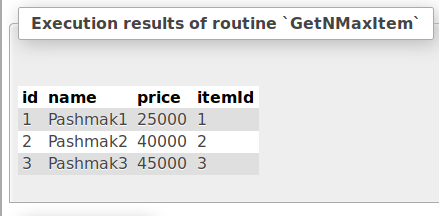 Execution results of routine `GetNMaxItem`
id name price itemId
1 Pashmak1 25000 1
2 Pashmak2 40000 2
3 Pashmak3 45000 3